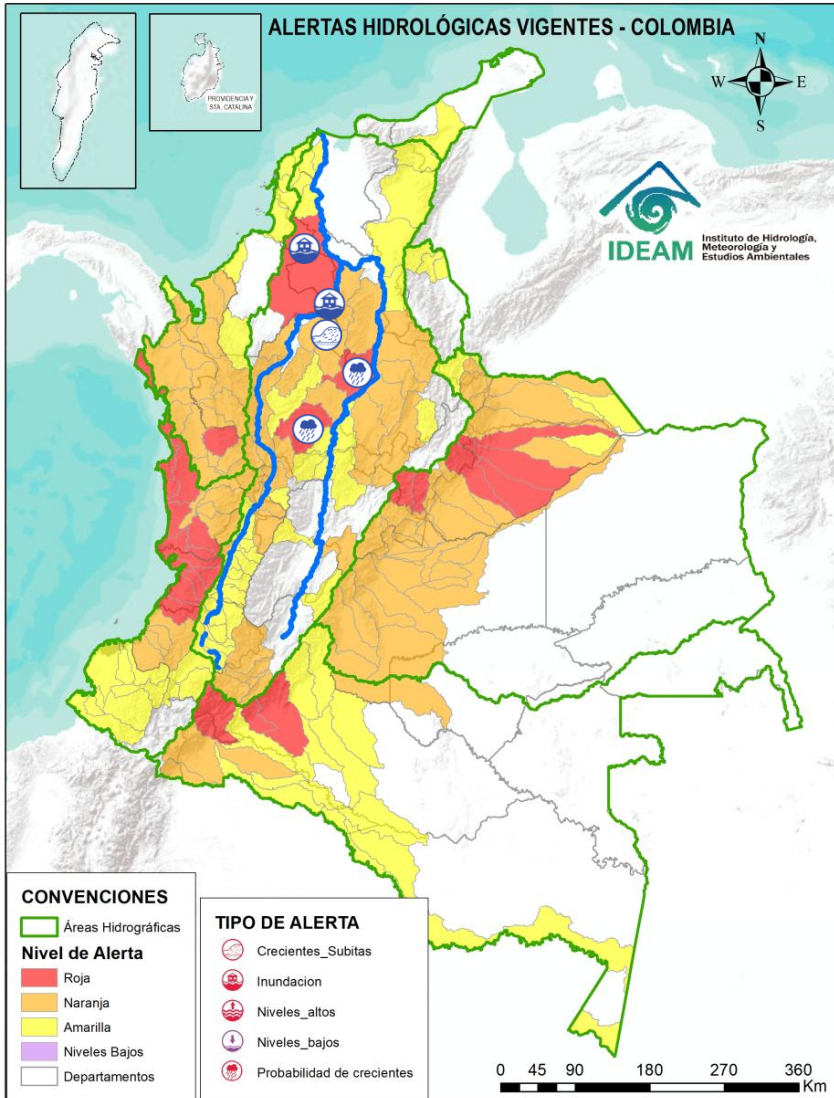 ALERTAS HIDROLÓGICAS VIGENTES - COLOMBIA
PROVIDENCIA Y
STA. CATALINA
N
W
E
S
IDEAM
Instituto de Hidrología,
Meteorología y
Estudios Ambientales
CONVENCIONES
Áreas Hidrográficas
Nivel de Alerta
Roja
Naranja
Amarilla
Niveles Bajos
Departamentos
TIPO DE ALERTA
Crecientes_Subitas
Inundacion
Niveles_altos
Niveles_bajos
Probabilidad de crecientes
0 45 90 180 270 360
Km